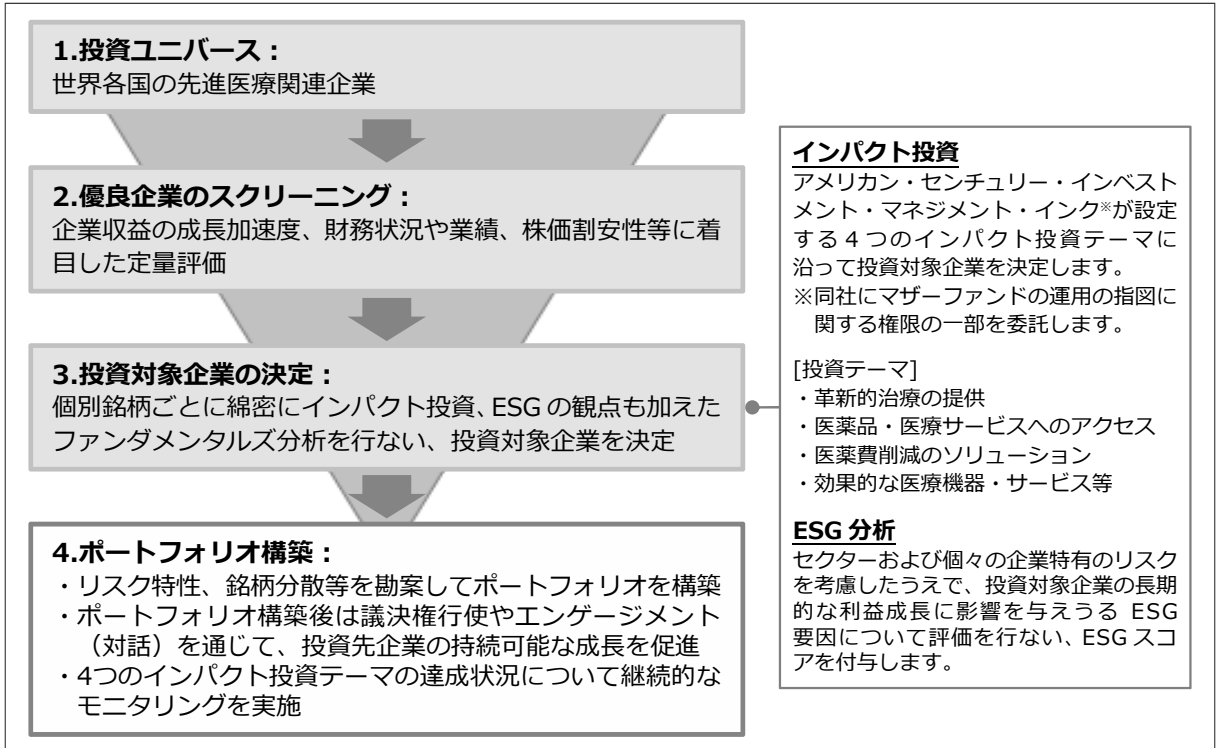 1.投資ユニバース：
世界各国の先進医療関連企業
2.優良企業のスクリーニング：
企業収益の成長加速度、財務状況や業績、株価割安性等に着
目した定量評価
3.投資対象企業の決定：
個別銘柄ごとに綿密にインパクト投資、ESG の観点も加えた
ファンダメンタルズ分析を行ない、投資対象企業を決定
4.ポートフォリオ構築：
・リスク特性、銘柄分散等を勘案してポートフォリオを構築
・ポートフォリオ構築後は議決権行使やエンゲージメント
（対話）を通じて、投資先企業の持続可能な成長を促進
・4つのインパクト投資テーマの達成状況について継続的な
モニタリングを実施
インパクト投資
アメリカン・センチュリー・インベスト
メント・マネジメント・インク※が設定
する４つのインパクト投資テーマに
沿って投資対象企業を決定します。
※同社にマザーファンドの運用の指図に
関する権限の一部を委託します。
[投資テーマ]
・革新的治療の提供
・医薬品・医療サービスへのアクセス
・医薬費削減のソリューション
・効果的な医療機器・サービス等
ESG 分析
セクターおよび個々の企業特有のリスク
を考慮したうえで、投資対象企業の長期
的な利益成長に影響を与えうる ESG
要因について評価を行ない、ESG スコ
アを付与します。